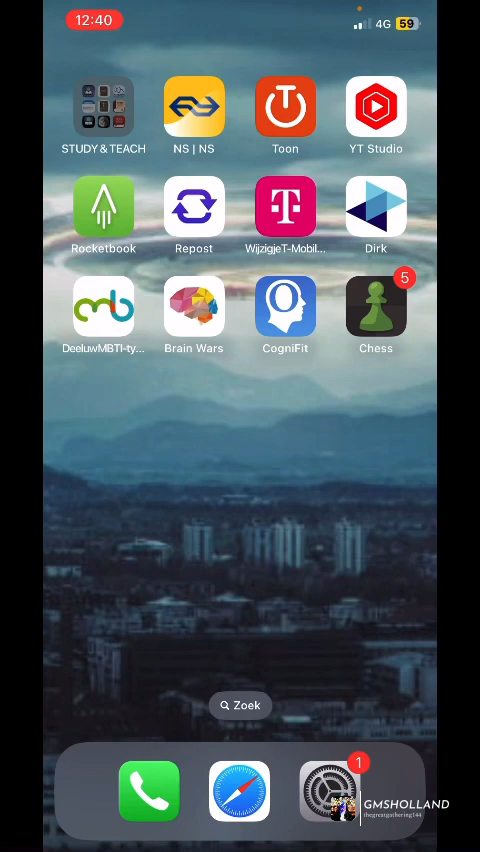 12:40
4G 59
STUDY & TEACH
NS | NS
Toon
YT Studio
Rocketbook
Repost
WijzigjeT-Mobil...
Dirk
5
DeeluwMBTI-ty...
Brain Wars
CogniFit
Chess
Zoek
1
GMSHOLLAND
thegreatgathering144